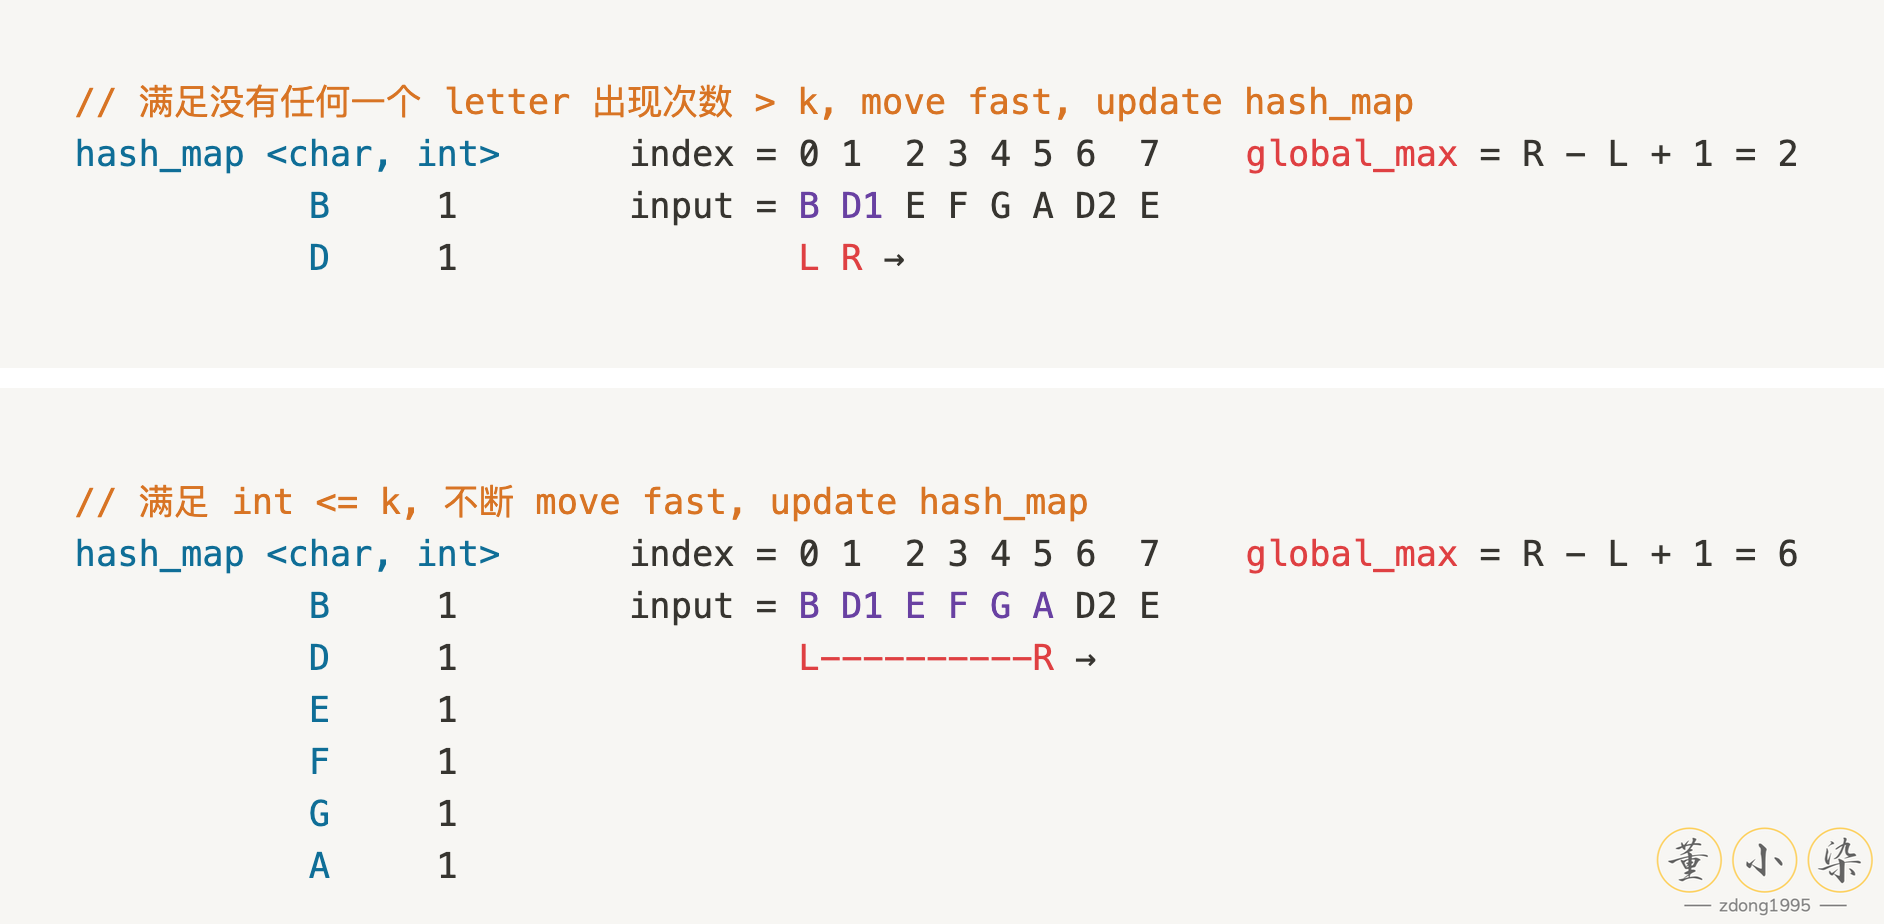 // 满足没有任何一个 letter 出现次数 > k, move fast, update hash_map
hash_map <char, int> index = 0 1 2 3 4 5 6 7 global_max = R - L + 1 = 2
B 1 input = B D1 E F G A D2 E
D 1 L R →
// 满足 int <= k, 不断 move fast, update hash_map
hash_map <char, int> index = 0 1 2 3 4 5 6 7 global_max = R - L + 1 = 6
B 1 input = B D1 E F G A D2 E
D 1 L----------R →
E 1
F 1
G 1
A 1
董小染
zdong1995